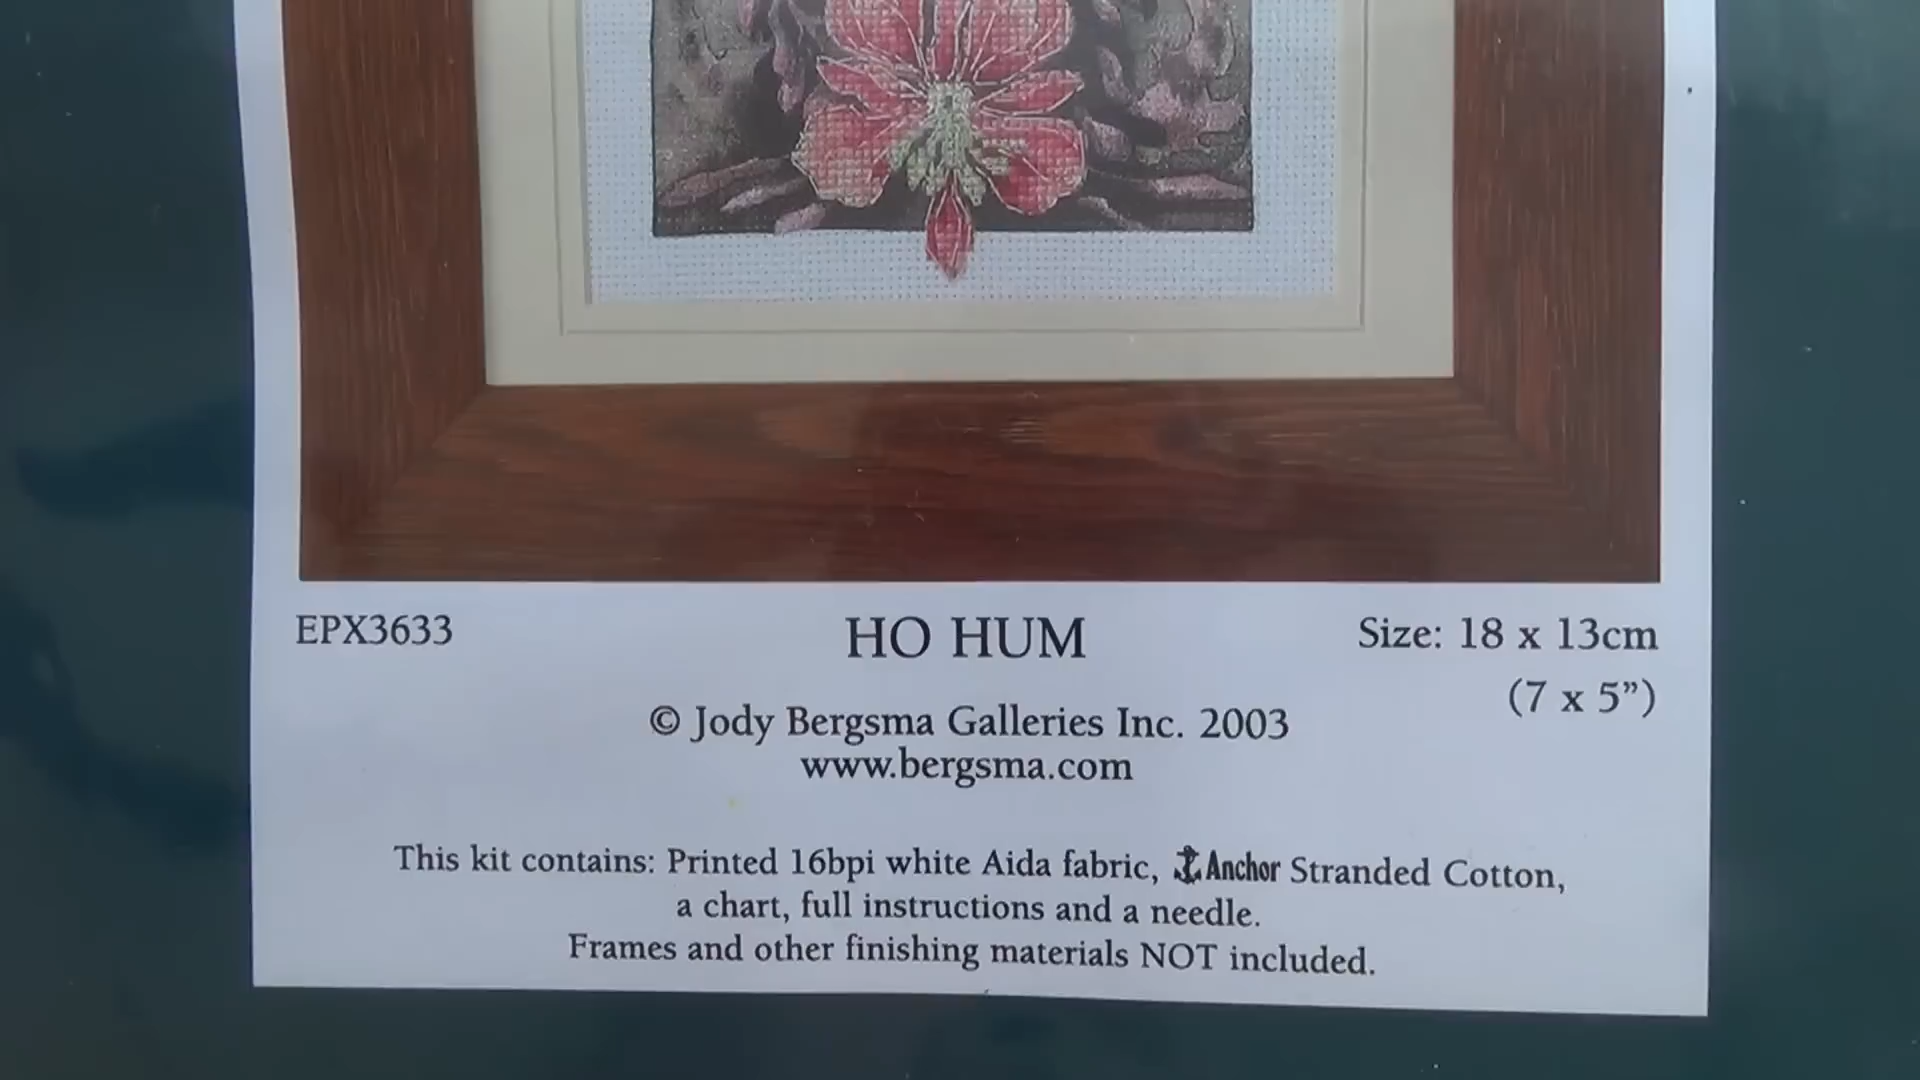 EPX3633
HO HUM
Size: 18 x 13cm
(7 x 5”)
© Jody Bergsma Galleries Inc. 2003
www.bergsma.com
This kit contains: Printed 16bpi white Aida fabric, Anchor Stranded Cotton,
a chart, full instructions and a needle.
Frames and other finishing materials NOT included.